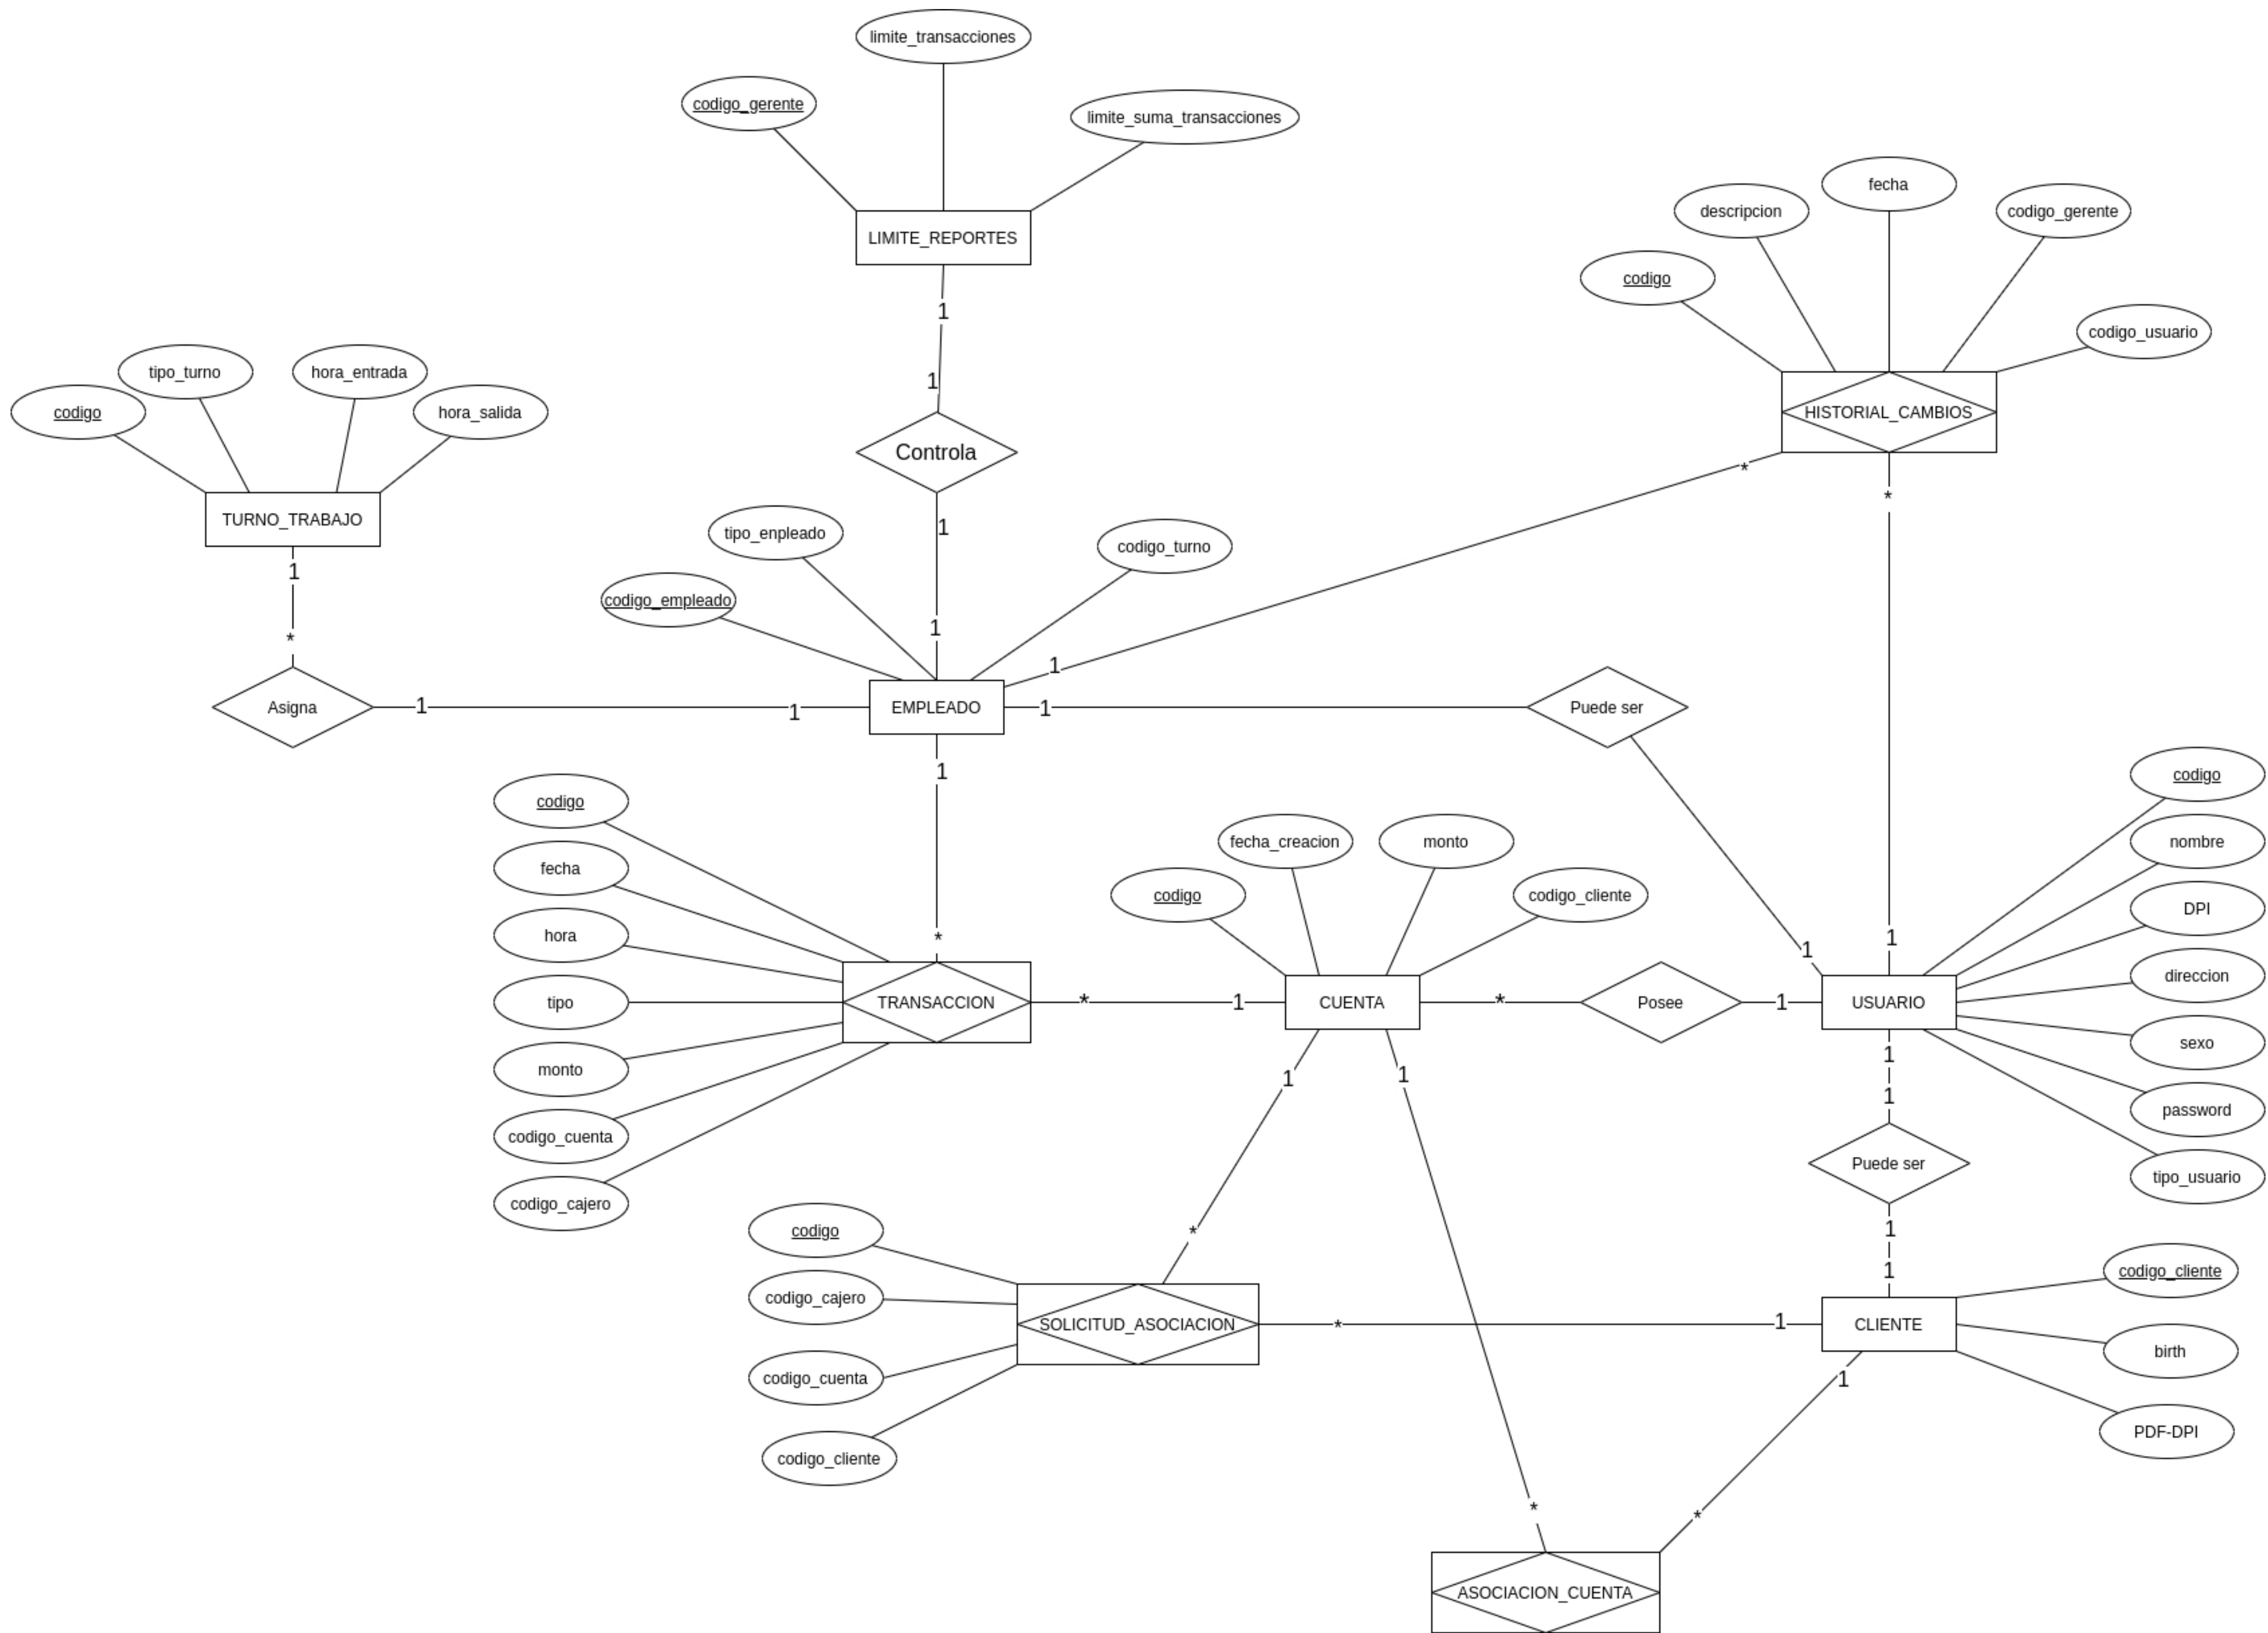 limite_transacciones
codigo_gerente
limite_suma_transacciones
LIMITE_REPORTES
1
1
Controla
1
1
fecha
descripcion
codigo_gerente
codigo
codigo_usuario
HISTORIAL_CAMBIOS
*
*
tipo_turno
hora_entrada
codigo
hora_salida
TURNO_TRABAJO
1
*
Asigna
1
1
tipo_enpleado
codigo_turno
codigo_empleado
1
EMPLEADO
1
Puede ser
1
1
1
*
codigo
fecha
hora
tipo
monto
codigo_cuenta
codigo_cajero
TRANSACCION
*
1
fecha_creacion
monto
codigo
codigo_cliente
CUENTA
*
Posee
1
USUARIO
codigo
nombre
DPI
direccion
sexo
password
tipo_usuario
1
1
Puede ser
1
1
1
1
*
codigo
codigo_cajero
codigo_cuenta
codigo_cliente
SOLICITUD_ASOCIACION
*
1
CLIENTE
codigo_cliente
birth
PDF-DPI
1
*
*
ASOCIACION_CUENTA